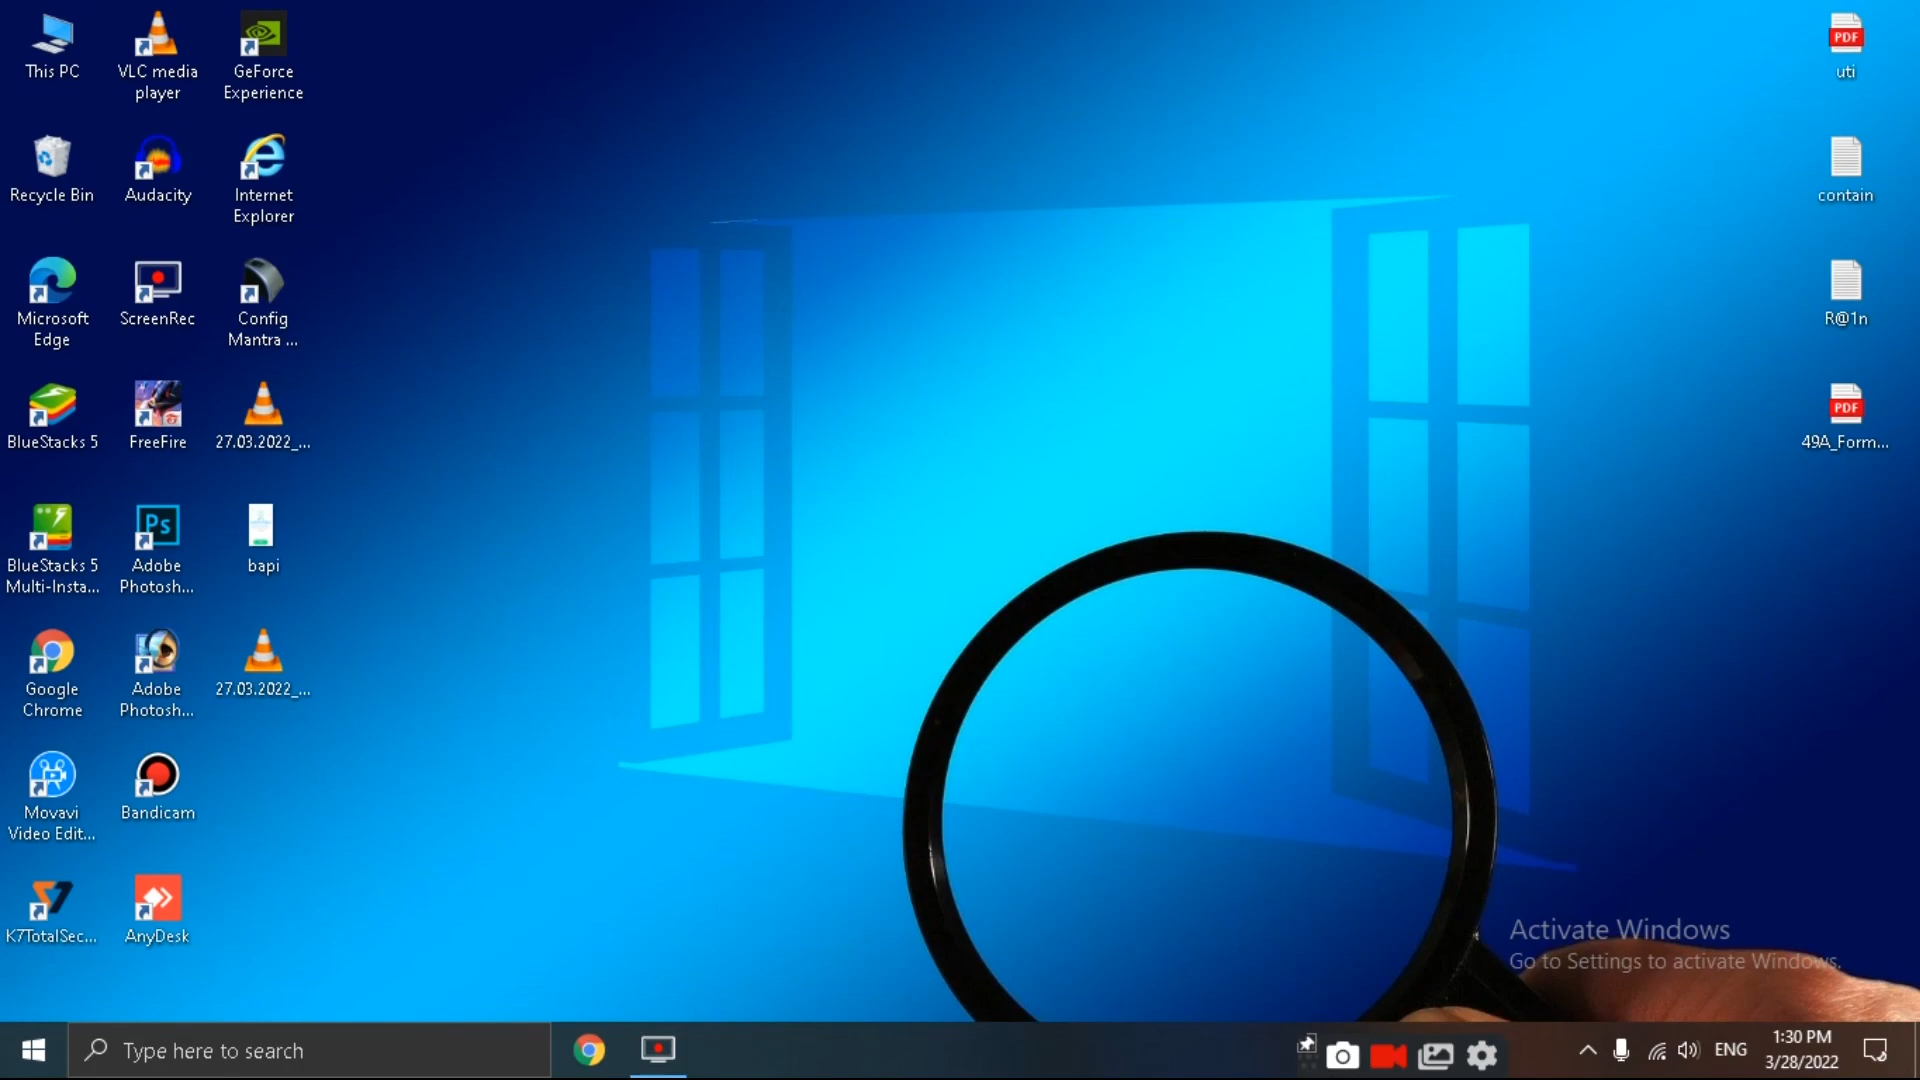 This PC
VLC media
player
GeForce
Experience
PDF
uti
Recycle Bin
Audacity
Internet
Explorer
contain
Microsoft
Edge
ScreenRec
Config
Mantra ...
R@1n
BlueStacks 5
FreeFire
27.03.2022_...
PDF
49A_Form...
BlueStacks 5
Multi-Insta...
Ps
Adobe
Photosh...
bapi
Google
Chrome
Adobe
Photosh...
27.03.2022_...
Movavi
Video Edit...
Bandicam
K7TotalSec...
AnyDesk
Activate Windows
Go to Settings to activate Windows.
Type here to search
ENG
1:30 PM
3/28/2022